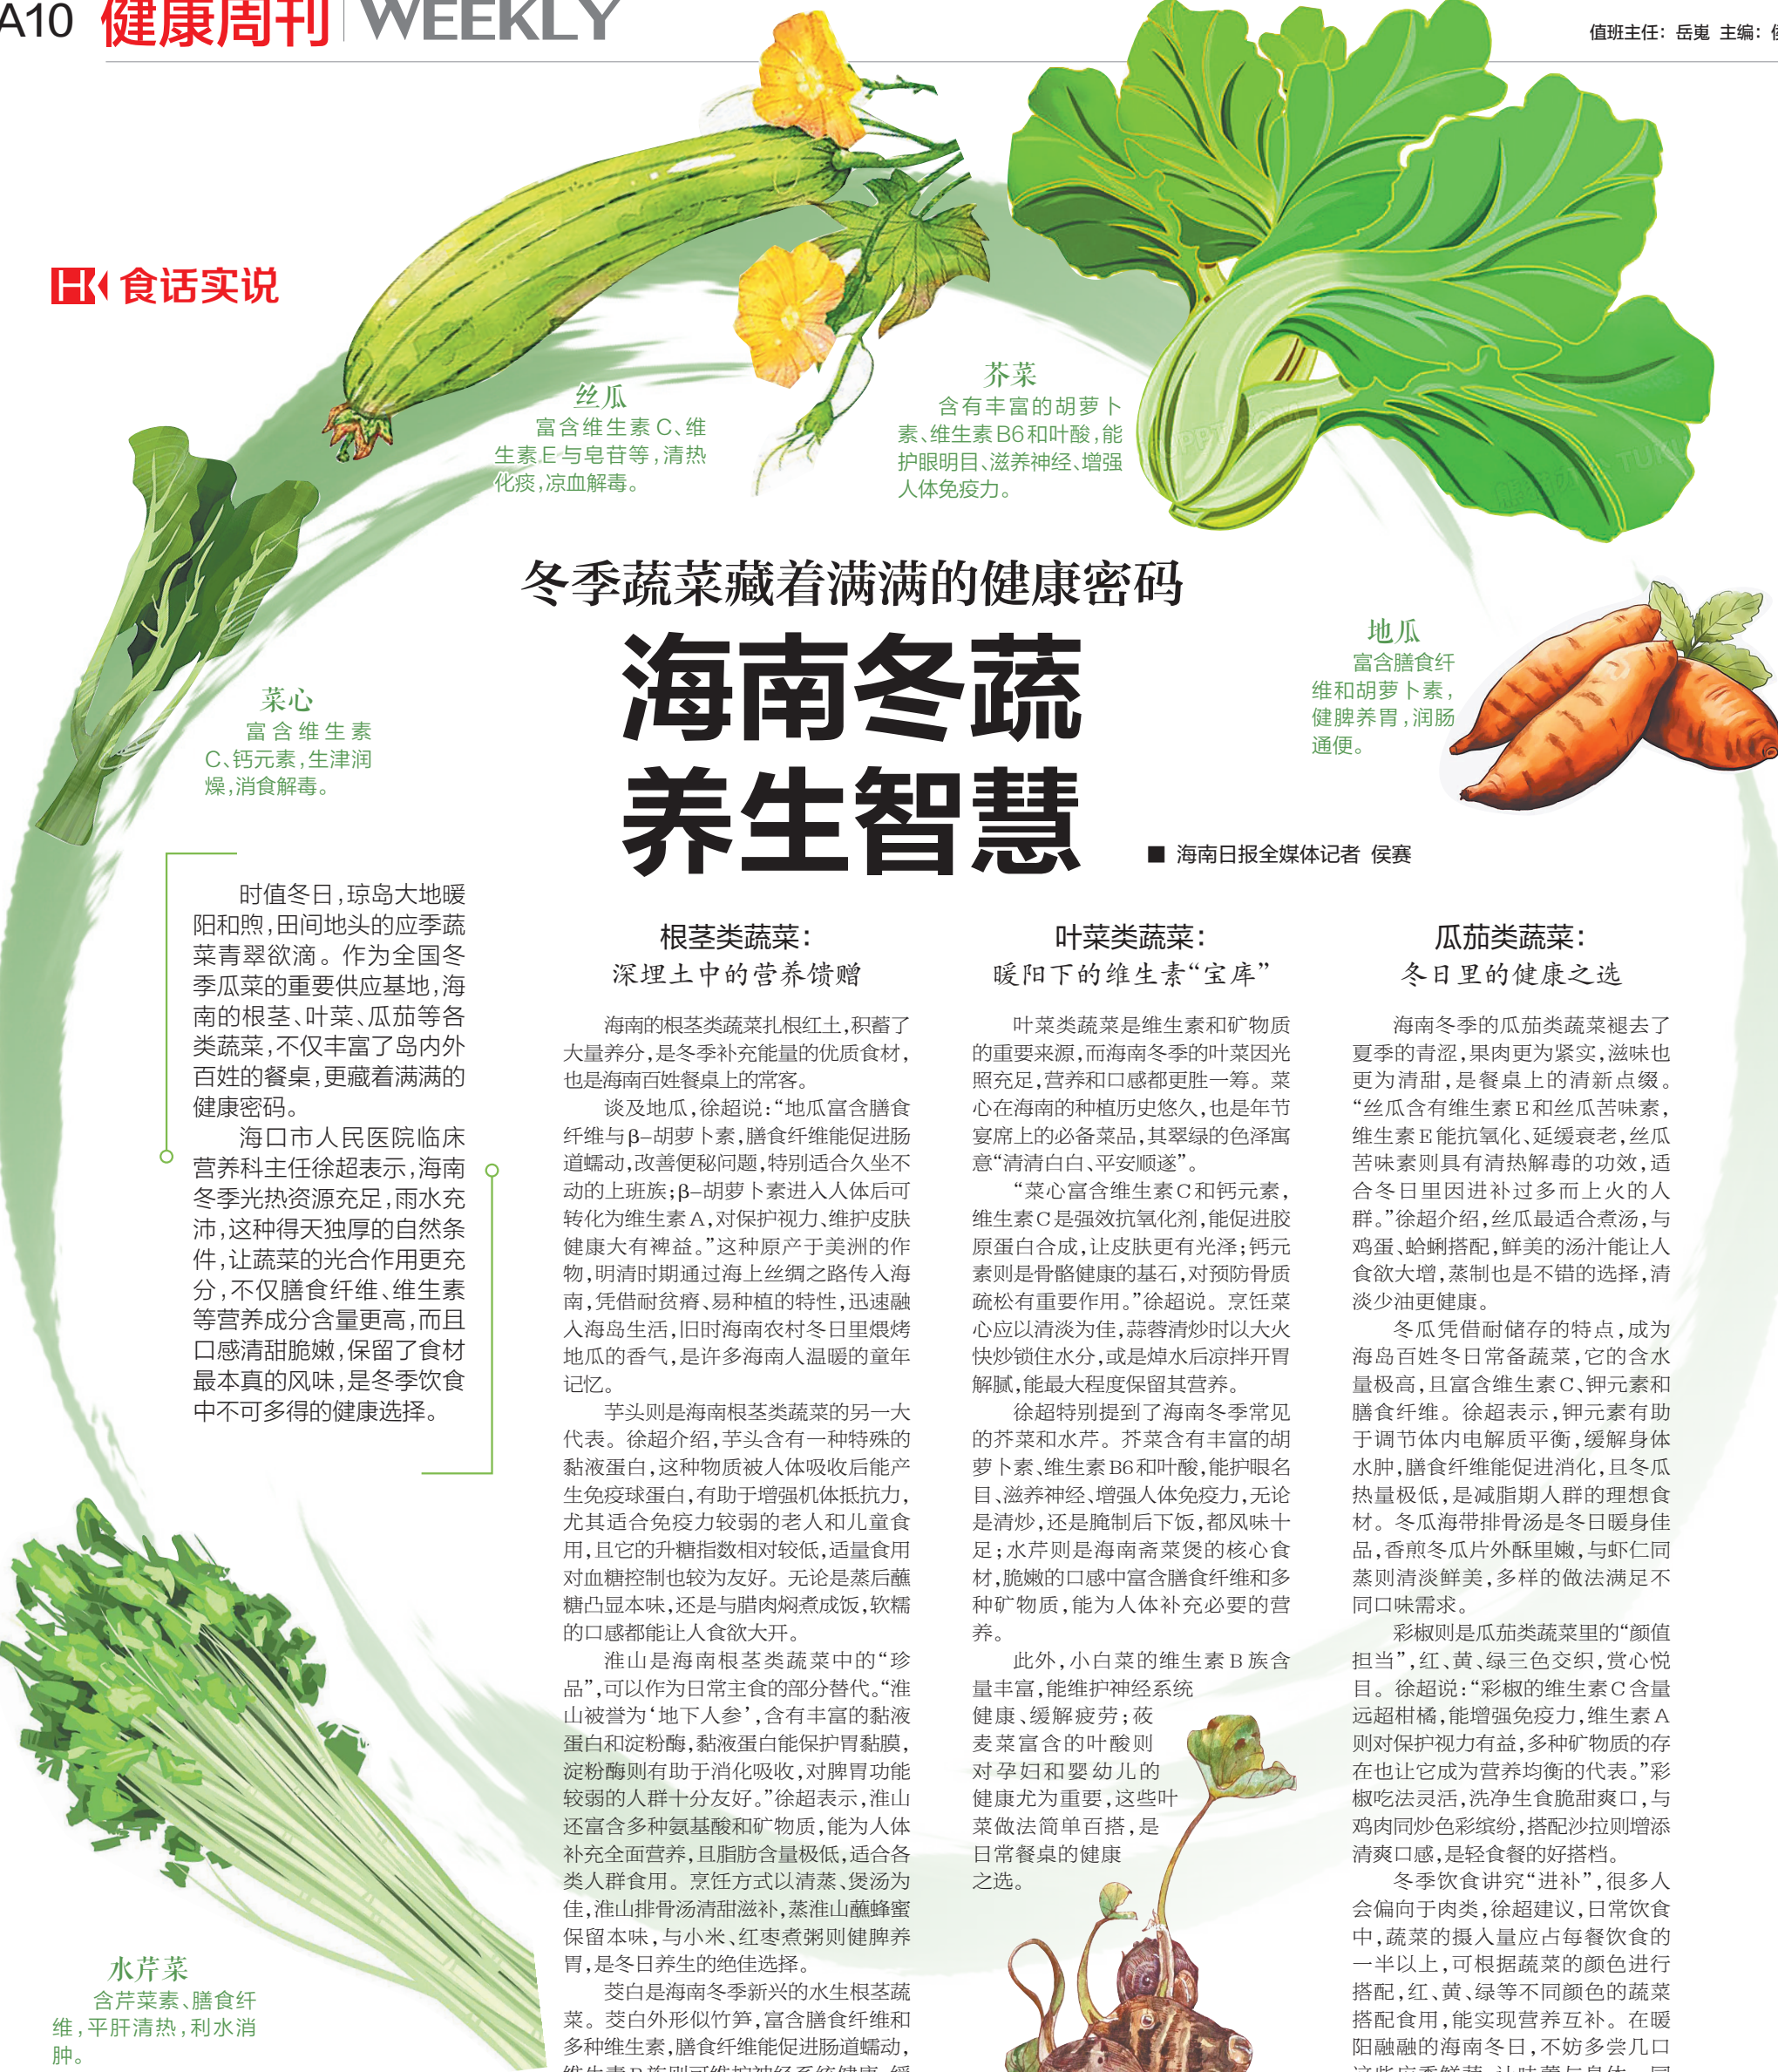 A10 健康周刊 WEEKLY
值班主任：岳嵬 主编：
食话实说
丝瓜
富含维生素C、维
生素E与皂苷等，清热
化痰，凉血解毒。
芥菜
含有丰富的胡萝卜
素、维生素B6和叶酸，能
护眼明目、滋养神经、增强
人体免疫力。
菜心
富含维生素
C、钙元素，生津润
燥，消食解毒。
地瓜
富含膳食纤
维和胡萝卜素，
健脾养胃，润肠
通便。
冬季蔬菜藏着满满的健康密码
海南冬蔬
养生智慧
■ 海南日报全媒体记者 侯赛
时值冬日，琼岛大地暖
阳和煦，田间地头的应季蔬
菜青翠欲滴。作为全国冬
季瓜菜的重要供应基地，海
南的根茎、叶菜、瓜茄等各
类蔬菜，不仅丰富了岛内外
百姓的餐桌，更藏着满满的
健康密码。
海口市人民医院临床
营养科主任徐超表示，海南
冬季光热资源充足，雨水充
沛，这种得天独厚的自然条
件，让蔬菜的光合作用更充
分，不仅膳食纤维、维生素
等营养成分含量更高，而且
口感清甜脆嫩，保留了食材
最本真的风味，是冬季饮食
中不可多得的健康选择。
水芹菜
含芹菜素、膳食纤
维，平肝清热，利水消
肿。
根茎类蔬菜：
深埋土中的营养馈赠
海南的根茎类蔬菜扎根红土，积蓄了
大量养分，是冬季补充能量的优质食材，
也是海南百姓餐桌上的常客。
谈及地瓜，徐超说：“地瓜富含膳食
纤维与β–胡萝卜素，膳食纤维能促进肠
道蠕动，改善便秘问题，特别适合久坐不
动的上班族；β–胡萝卜素进入人体后可
转化为维生素A，对保护视力、维护皮肤
健康大有裨益。”这种原产于美洲的作
物，明清时期通过海上丝绸之路传入海
南，凭借耐贫瘠、易种植的特性，迅速融
入海岛生活，旧时海南农村冬日里煨烤
地瓜的香气，是许多海南人温暖的童年
记忆。
芋头则是海南根茎类蔬菜的另一大
代表。徐超介绍，芋头含有一种特殊的
黏液蛋白，这种物质被人体吸收后能产
生免疫球蛋白，有助于增强机体抵抗力，
尤其适合免疫力较弱的老人和儿童食
用，且它的升糖指数相对较低，适量食用
对血糖控制也较为友好。无论是蒸后蘸
糖凸显本味，还是与腊肉焖煮成饭，软糯
的口感都能让人食欲大开。
淮山是海南根茎类蔬菜中的“珍
品”，可以作为日常主食的部分替代。“淮
山被誉为‘地下人参’，含有丰富的黏液
蛋白和淀粉酶，黏液蛋白能保护胃黏膜，
淀粉酶则有助于消化吸收，对脾胃功能
较弱的人群十分友好。”徐超表示，淮山
还富含多种氨基酸和矿物质，能为人体
补充全面营养，且脂肪含量极低，适合各
类人群食用。烹饪方式以清蒸、煲汤为
佳，淮山排骨汤清甜滋补，蒸淮山蘸蜂蜜
保留本味，与小米、红枣煮粥则健脾养
胃，是冬日养生的绝佳选择。
茭白是海南冬季新兴的水生根茎蔬
菜。茭白外形似竹笋，富含膳食纤维和
多种维生素，膳食纤维能促进肠道蠕动，
叶菜类蔬菜：
暖阳下的维生素“宝库”
叶菜类蔬菜是维生素和矿物质
的重要来源，而海南冬季的叶菜因光
照充足，营养和口感都更胜一筹。菜
心在海南的种植历史悠久，也是年节
宴席上的必备菜品，其翠绿的色泽寓
意“清清白白、平安顺遂”。
“菜心富含维生素C和钙元素，
维生素C是强效抗氧化剂，能促进胶
原蛋白合成，让皮肤更有光泽；钙元
素则是骨骼健康的基石，对预防骨质
疏松有重要作用。”徐超说。烹饪菜
心应以清淡为佳，蒜蓉清炒时以大火
快炒锁住水分，或是焯水后凉拌开胃
解腻，能最大程度保留其营养。
徐超特别提到了海南冬季常见
的芥菜和水芹。芥菜含有丰富的胡
萝卜素、维生素B6和叶酸，能护眼名
目、滋养神经、增强人体免疫力，无论
是清炒，还是腌制后下饭，都风味十
足；水芹则是海南斋菜煲的核心食
材，脆嫩的口感中富含膳食纤维和多
种矿物质，能为人体补充必要的营
养。
此外，小白菜的维生素B族含
量丰富，能维护神经系统
健康、缓解疲劳；莜
麦菜富含的叶酸则
对孕妇和婴幼儿的
健康尤为重要，这些叶
菜做法简单百搭，是
日常餐桌的健康
之选。
瓜茄类蔬菜：
冬日里的健康之选
海南冬季的瓜茄类蔬菜褪去了
夏季的青涩，果肉更为紧实，滋味也
更为清甜，是餐桌上的清新点缀。
“丝瓜含有维生素E和丝瓜苦味素，
维生素E能抗氧化、延缓衰老，丝瓜
苦味素则具有清热解毒的功效，适
合冬日里因进补过多而上火的人
群。”徐超介绍，丝瓜最适合煮汤，与
鸡蛋、蛤蜊搭配，鲜美的汤汁能让人
食欲大增，蒸制也是不错的选择，清
淡少油更健康。
冬瓜凭借耐储存的特点，成为
海岛百姓冬日常备蔬菜，它的含水
量极高，且富含维生素C、钾元素和
膳食纤维。徐超表示，钾元素有助
于调节体内电解质平衡，缓解身体
水肿，膳食纤维能促进消化，且冬瓜
热量极低，是减脂期人群的理想食
材。冬瓜海带排骨汤是冬日暖身佳
品，香煎冬瓜片外酥里嫩，与虾仁同
蒸则清淡鲜美，多样的做法满足不
同口味需求。
彩椒则是瓜茄类蔬菜里的“颜值
担当”，红、黄、绿三色交织，赏心悦
目。徐超说：“彩椒的维生素C含量
远超柑橘，能增强免疫力，维生素A
则对保护视力有益，多种矿物质的存
在也让它成为营养均衡的代表。”彩
椒吃法灵活，洗净生食脆甜爽口，与
鸡肉同炒色彩缤纷，搭配沙拉则增添
清爽口感，是轻食餐的好搭档。
冬季饮食讲究“进补”，很多人
会偏向于肉类，徐超建议，日常饮食
中，蔬菜的摄入量应占每餐饮食的
一半以上，可根据蔬菜的颜色进行
搭配，红、黄、绿等不同颜色的蔬菜
搭配食用，能实现营养互补。在暖
阳融融的海南冬日，不妨多尝几口